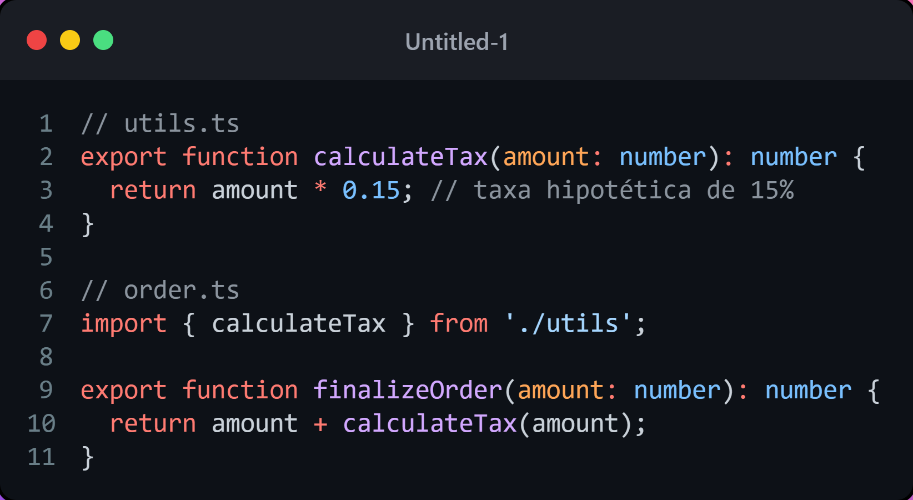 Untitled-1
1 // utils.ts
2 export function calculateTax(amount: number): number {
3   return amount * 0.15; // taxa hipotética de 15%
4 }
5
6 // order.ts
7 import { calculateTax } from './utils';
8
9 export function finalizeOrder(amount: number): number {
10   return amount + calculateTax(amount);
11 }